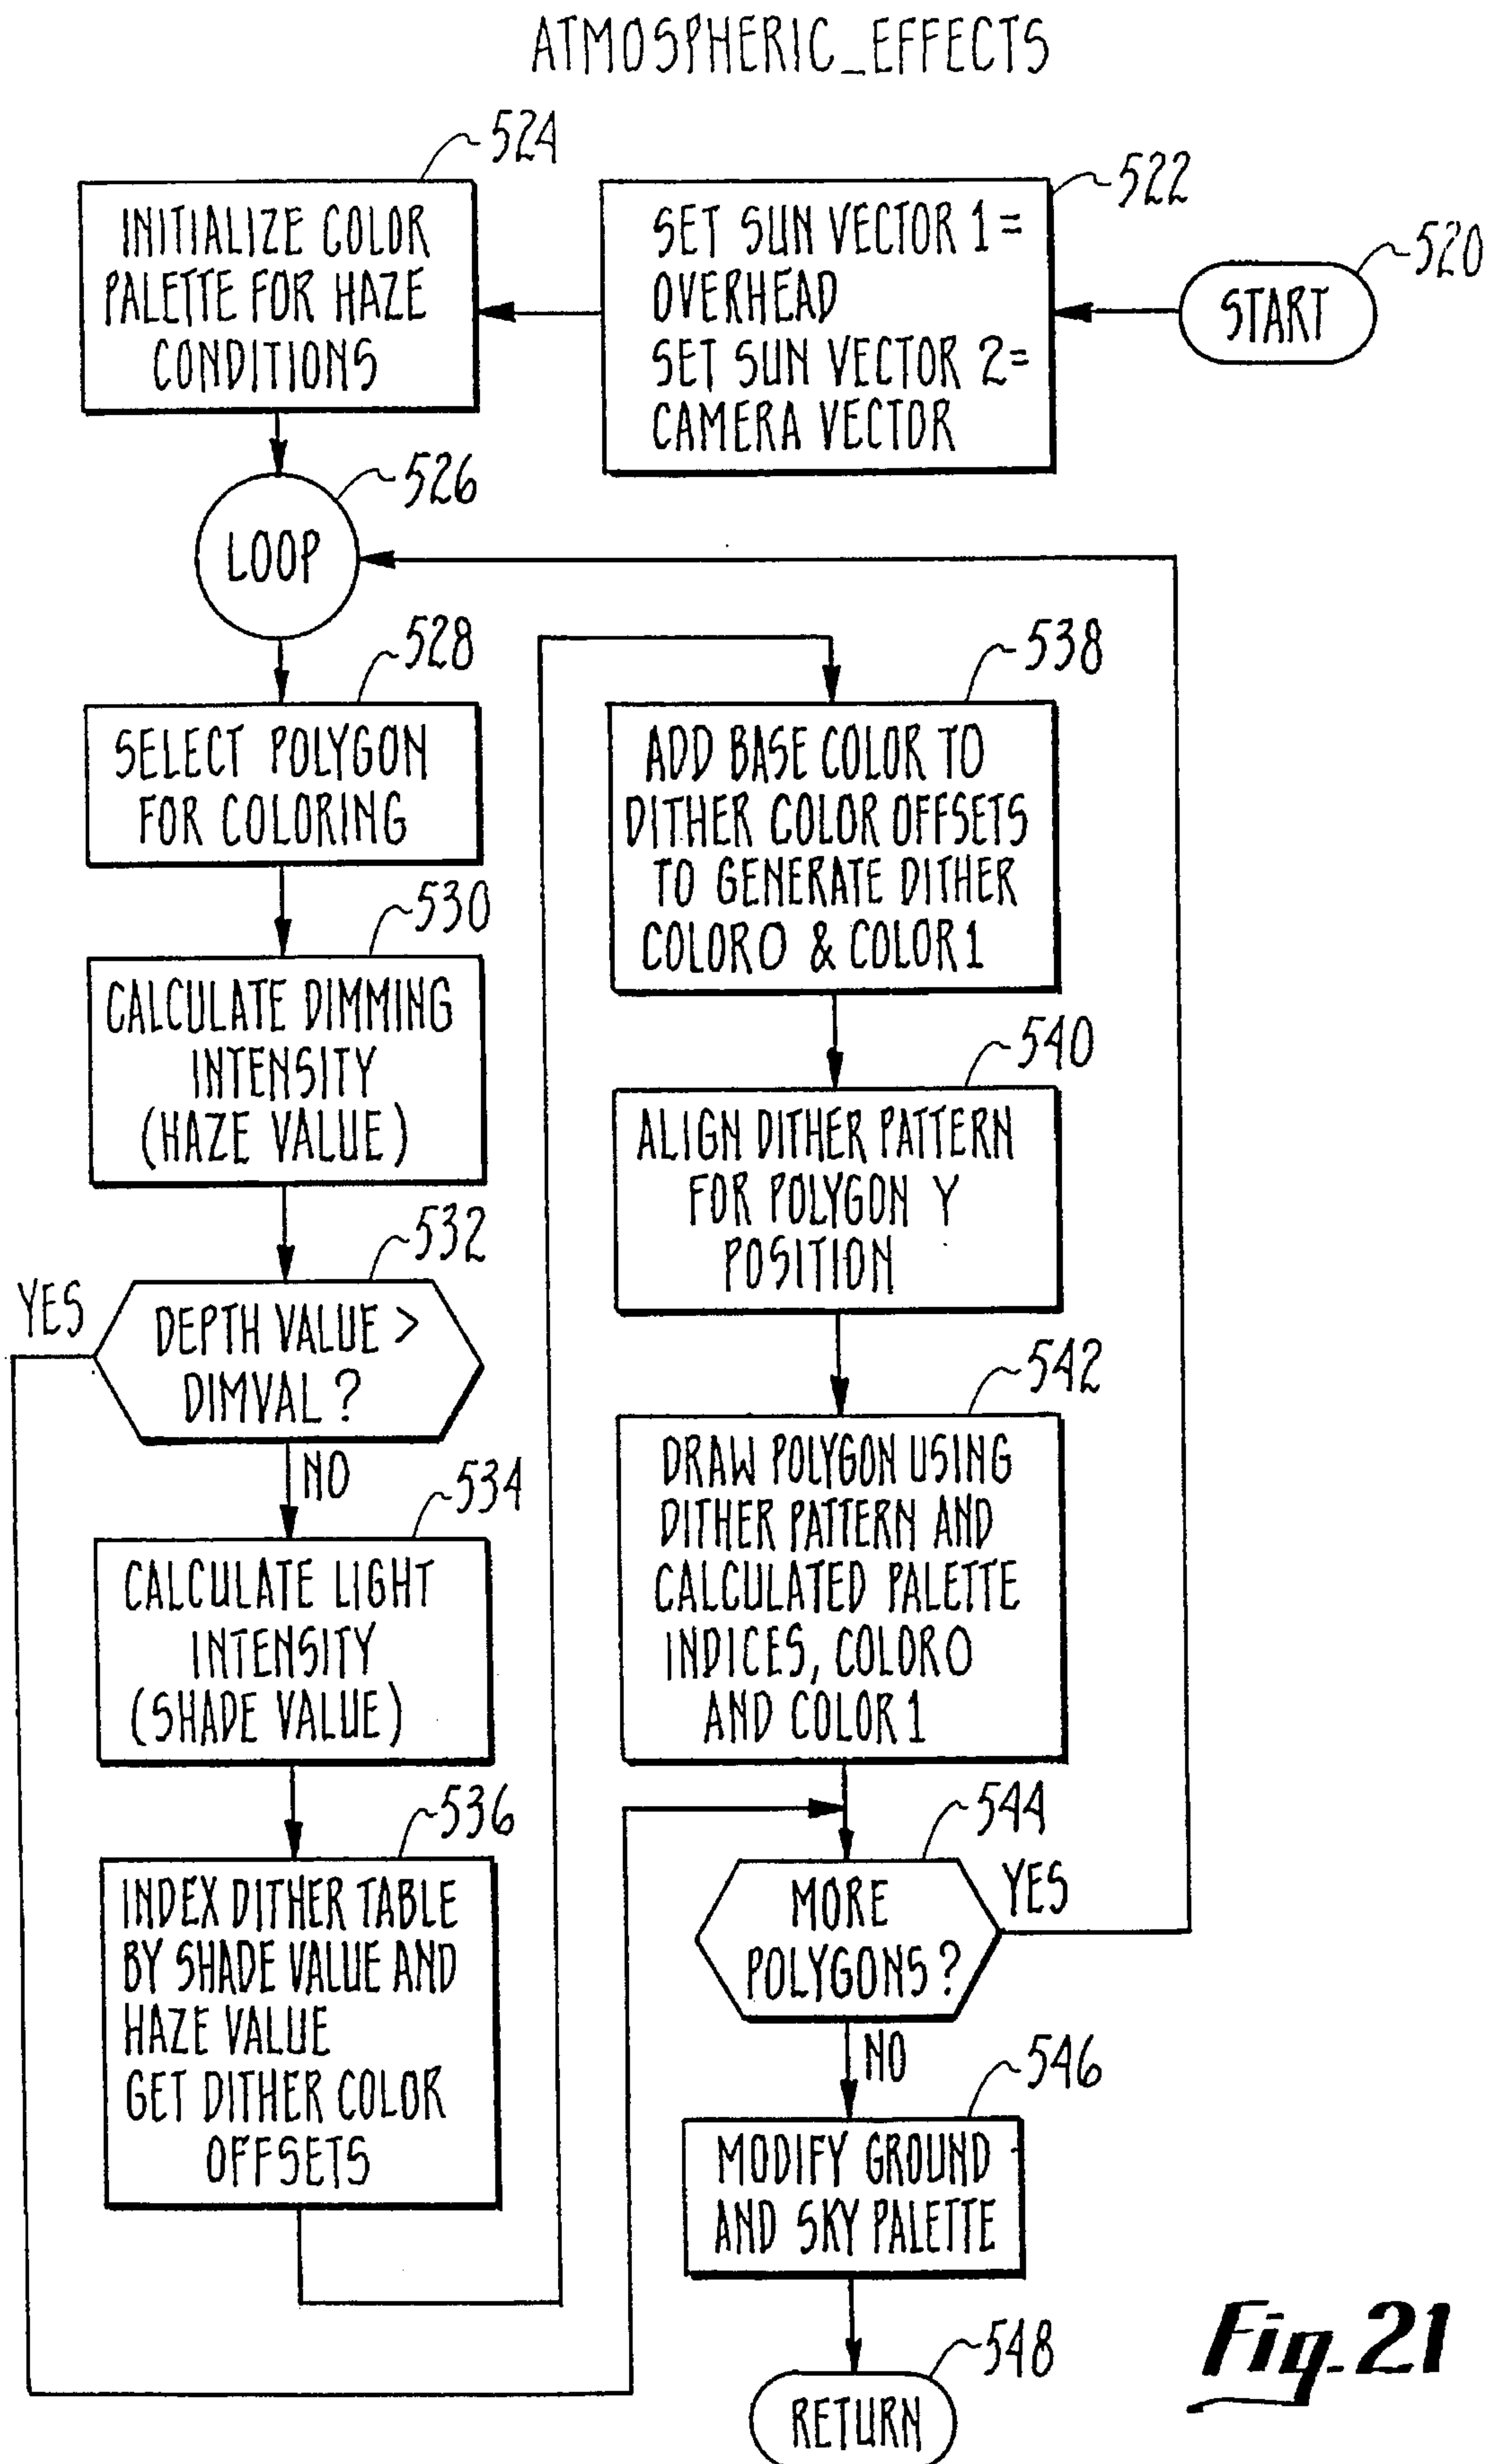 ATMOSPHERIC_EFFECTS
520
START
522
SET SUN VECTOR 1 =
OVERHEAD
SET SUN VECTOR 2=
CAMERA VECTOR
524
INITIALIZE COLOR
PALETTE FOR HAZE
CONDITIONS
526
LOOP
528
SELECT POLYGON
FOR COLORING
530
CALCULATE DIMMING
INTENSITY
(HAZE VALUE)
532
DEPTH VALUE >
DIMVAL?
YES
NO
534
CALCULATE LIGHT
INTENSITY
(SHADE VALUE)
536
INDEX DITHER TABLE
BY SHADE VALUE AND
HAZE VALUE
GET DITHER COLOR
OFFSETS
538
ADD BASE COLOR TO
DITHER COLOR OFFSETS
TO GENERATE DITHER
COLOR0 & COLOR1
540
ALIGN DITHER PATTERN
FOR POLYGON Y
POSITION
542
DRAW POLYGON USING
DITHER PATTERN AND
CALCULATED PALETTE
INDICES, COLOR0
AND COLOR1
544
MORE
POLYGONS?
YES
NO
546
MODIFY GROUND
AND SKY PALETTE
548
RETURN
Fig. 21